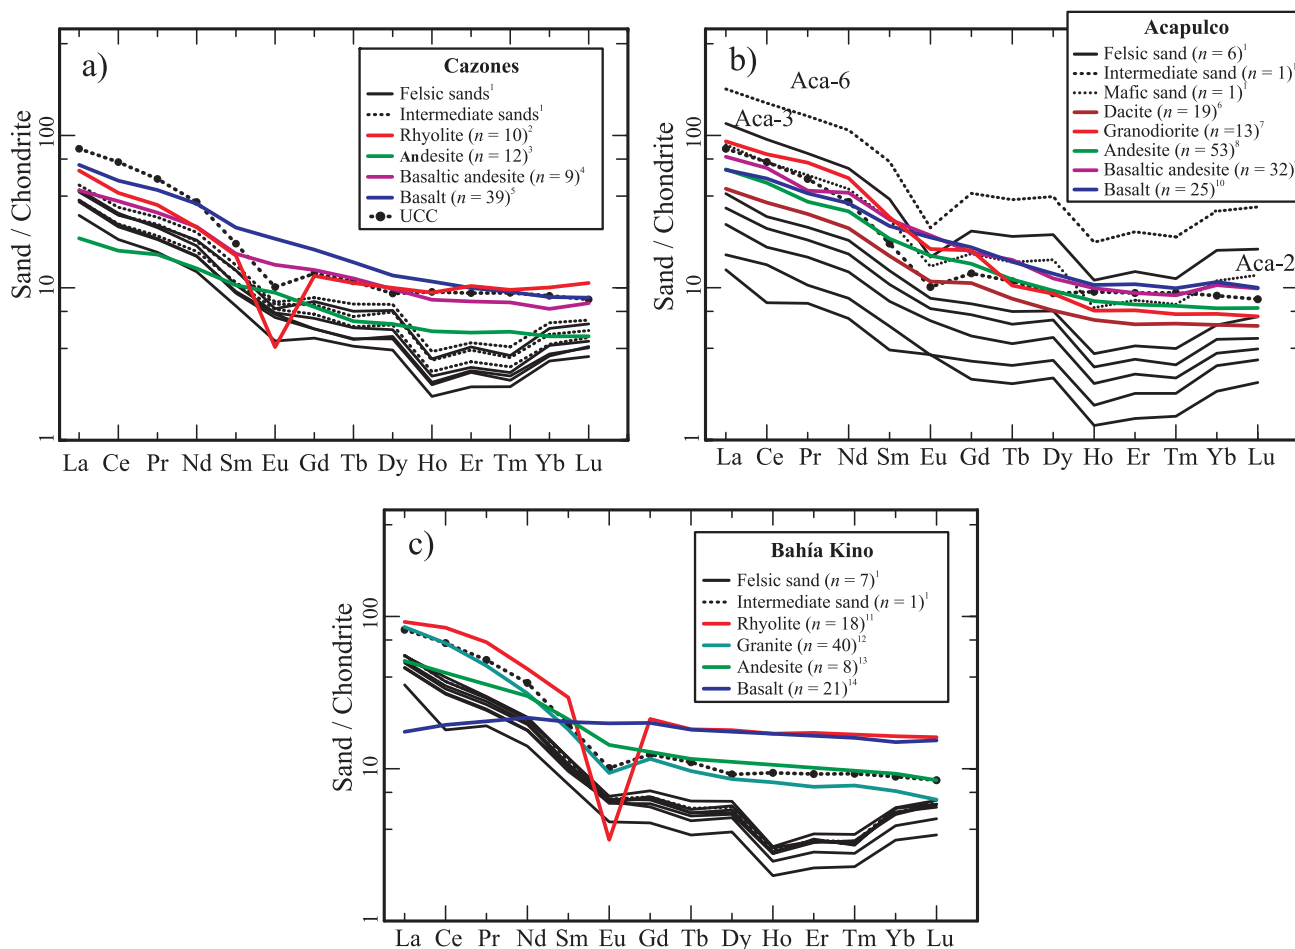 a)
Sand / Chondrite
100
10
1
Cazones
Felsic sands¹
Intermediate sands¹
Rhyolite (n = 10)²
Andesite (n = 12)³
Basaltic andesite (n = 9)⁴
Basalt (n = 39)⁵
UCC
La Ce Pr Nd Sm Eu Gd Tb Dy Ho Er Tm Yb Lu
b)
Sand / Chondrite
100
10
1
Aca-6
Aca-3
Aca-2
Acapulco
Felsic sand (n = 6)¹
Intermediate sand (n = 1)¹
Mafic sand (n = 1)¹
Dacite (n = 19)⁶
Granodiorite (n =13)⁷
Andesite (n = 53)⁸
Basaltic andesite (n = 32)⁹
Basalt (n = 25)¹⁰
La Ce Pr Nd Sm Eu Gd Tb Dy Ho Er Tm Yb Lu
c)
Sand / Chondrite
100
10
1
Bahía Kino
Felsic sand (n = 7)¹
Intermediate sand (n = 1)¹
Rhyolite (n = 18)¹¹
Granite (n = 40)¹²
Andesite (n = 8)¹³
Basalt (n = 21)¹⁴
La Ce Pr Nd Sm Eu Gd Tb Dy Ho Er Tm Yb Lu